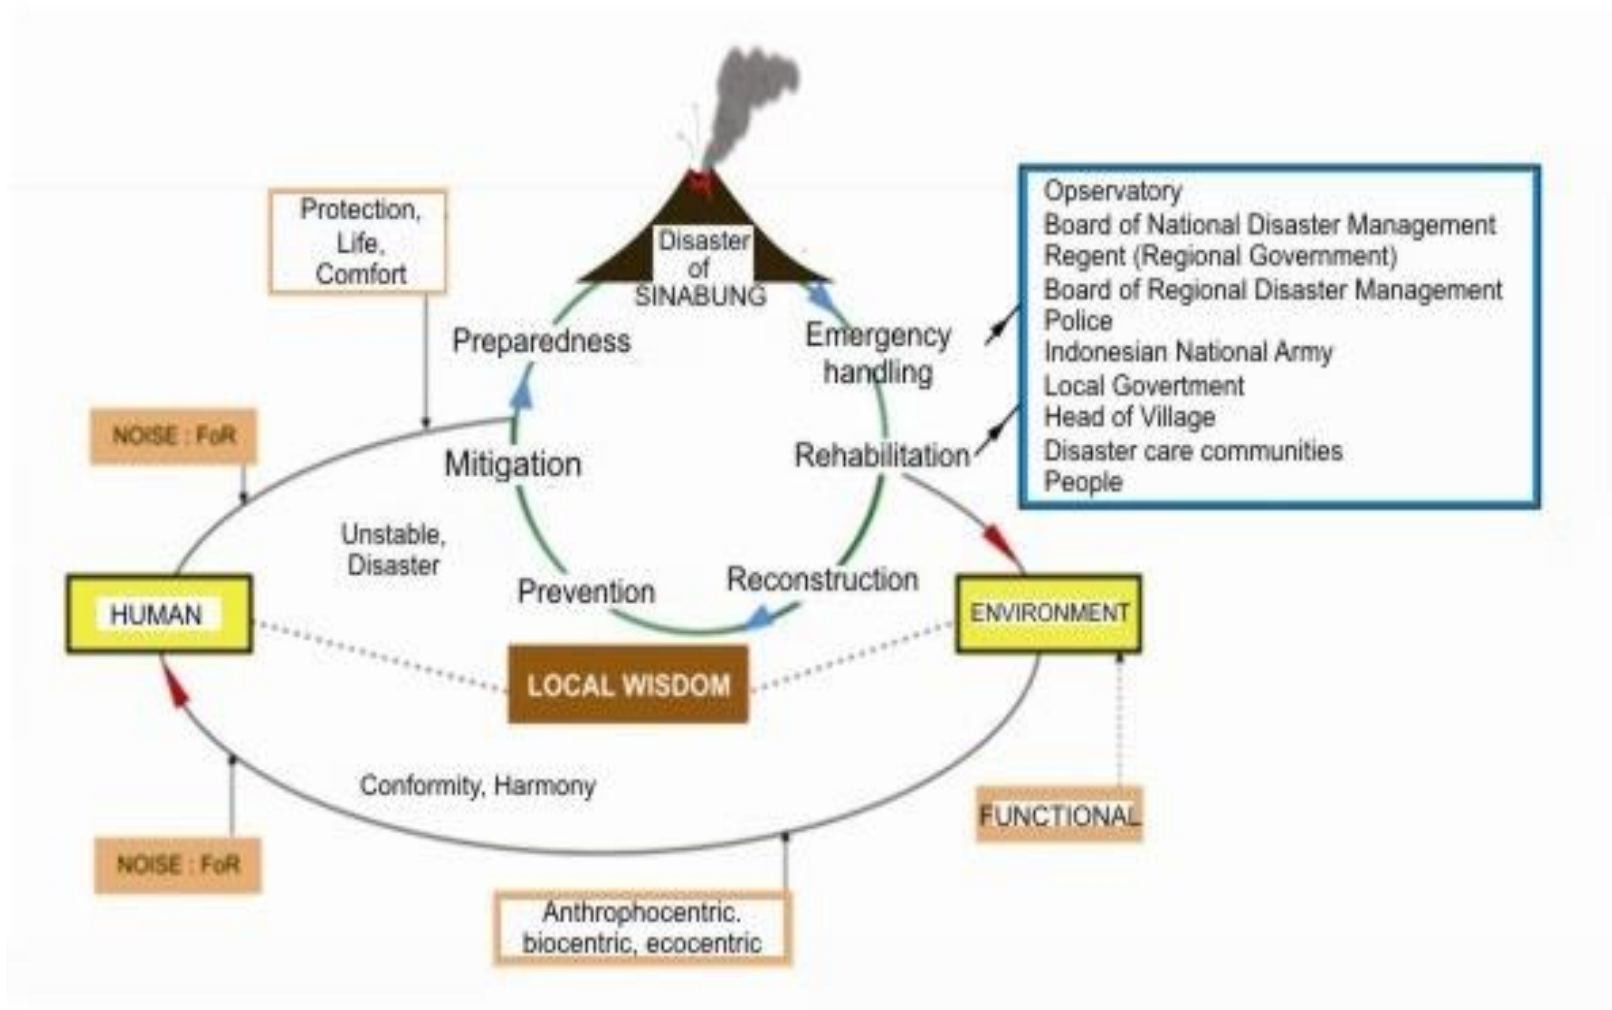 Protection,
Life,
Comfort
Disaster
of
SINABUNG
Opservatory
Board of National Disaster Management
Regent (Regional Government)
Board of Regional Disaster Management
Police
Indonesian National Army
Local Govertment
Head of Village
Disaster care communities
People
Preparedness
Emergency
handling
NOISE : FoR
Mitigation
Rehabilitation
Unstable,
Disaster
Prevention
Reconstruction
HUMAN
ENVIRONMENT
LOCAL WISDOM
Conformity, Harmony
FUNCTIONAL
NOISE : FoR
Anthrophocentric.
biocentric, ecocentric